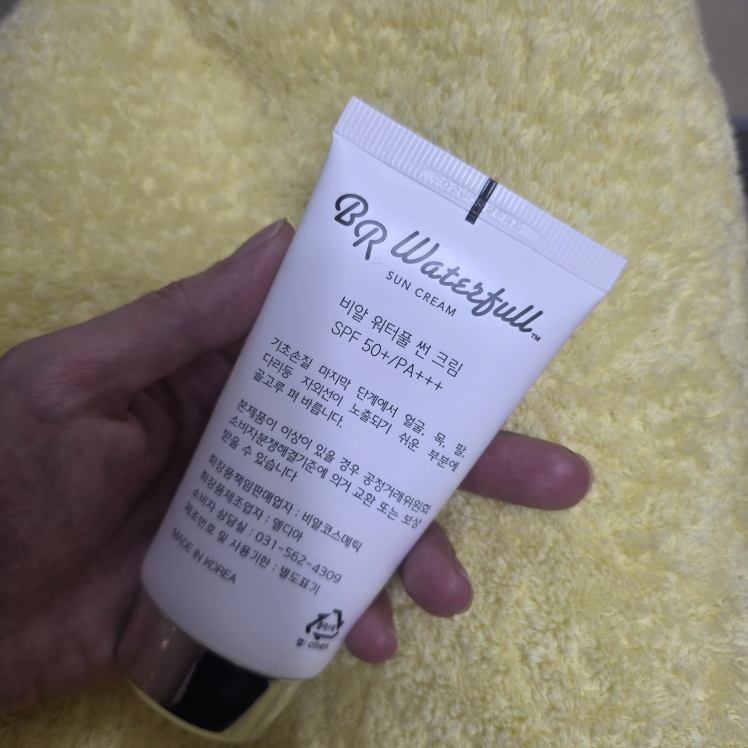 BR Waterfull™
SUN CREAM
비알 워터풀 썬 크림
SPF 50+/PA+++
기초손질 마지막 단계에서 얼굴, 목, 팔,
다리등 자외선이 노출되기 쉬운 부분에
골고루 펴 바릅니다.
본제품이 이상이 있을 경우 공정거래위원회
소비자분쟁해결기준에 의거 교환 또는 보상
받을 수 있습니다
화장품책임판매업자 : 비알코스메틱
화장품제조업자 : 엘디아
소비자 상담실 : 031-562-4309
제조번호 및 사용기한 : 별도표기
MADE IN KOREA
플라스틱
캡: OTHER